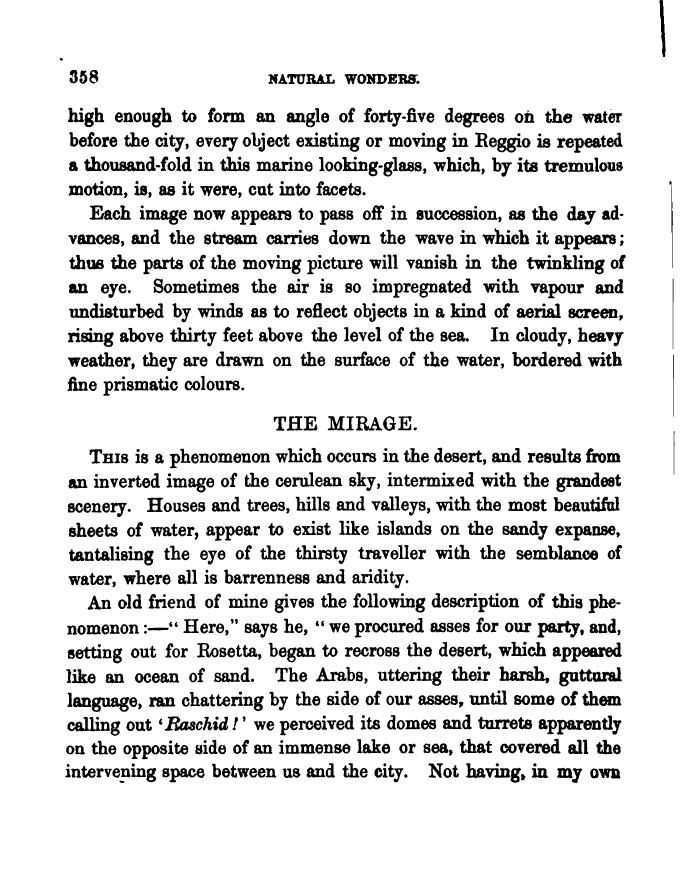 358 NATURAL WONDERS.
high enough to form an angle of forty-five degrees on the water
before the city, every object existing or moving in Reggio is repeated
a thousand-fold in this marine looking-glass, which, by its tremulous
motion, is, as it were, cut into facets.
Each image now appears to pass off in succession, as the day ad-
vances, and the stream carries down the wave in which it appears;
thus the parts of the moving picture will vanish in the twinkling of
an eye. Sometimes the air is so impregnated with vapour and
undisturbed by winds as to reflect objects in a kind of aerial screen,
rising above thirty feet above the level of the sea. In cloudy, heavy
weather, they are drawn on the surface of the water, bordered with
fine prismatic colours.
THE MIRAGE.
THIS is a phenomenon which occurs in the desert, and results from
an inverted image of the cerulean sky, intermixed with the grandest
scenery. Houses and trees, hills and valleys, with the most beautiful
sheets of water, appear to exist like islands on the sandy expanse,
tantalising the eye of the thirsty traveller with the semblance of
water, where all is barrenness and aridity.
An old friend of mine gives the following description of this phe-
nomenon:—“Here,” says he, “we procured asses for our party, and,
setting out for Rosetta, began to recross the desert, which appeared
like an ocean of sand. The Arabs, uttering their harsh, guttural
language, ran chattering by the side of our asses, until some of them
calling out ‘Raschid!’ we perceived its domes and turrets apparently
on the opposite side of an immense lake or sea, that covered all the
intervening space between us and the city. Not having, in my own